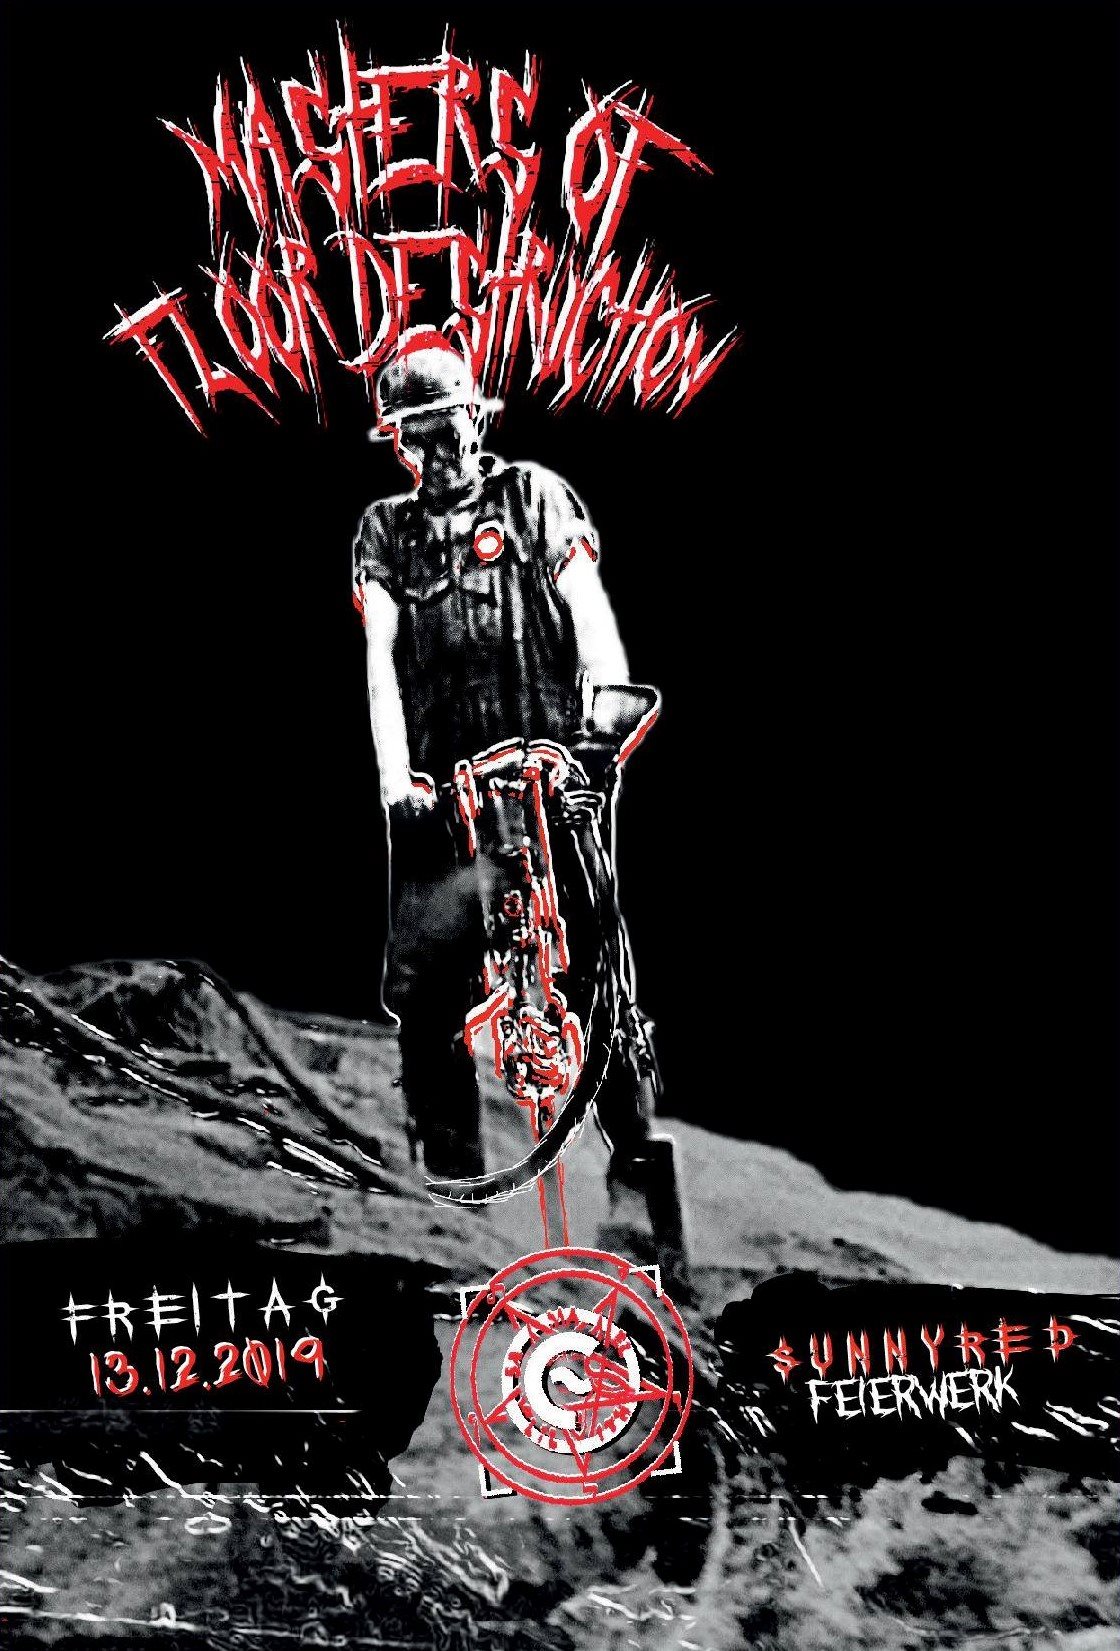 MASTERS OF
FLOOR DESTRUCTION
FREITAG
13.12.2019
SUNNYRED
FEIERWERK